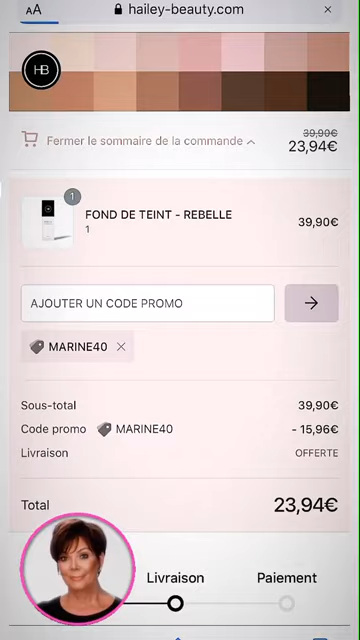 AA hailey-beauty.com ×
HB
39,90€
Fermer le sommaire de la commande 23,94€
1
FOND DE TEINT - REBELLE 39,90€
1
AJOUTER UN CODE PROMO →
MARINE40 ×
Sous-total 39,90€
Code promo MARINE40 - 15,96€
Livraison OFFERTE
Total 23,94€
Livraison Paiement